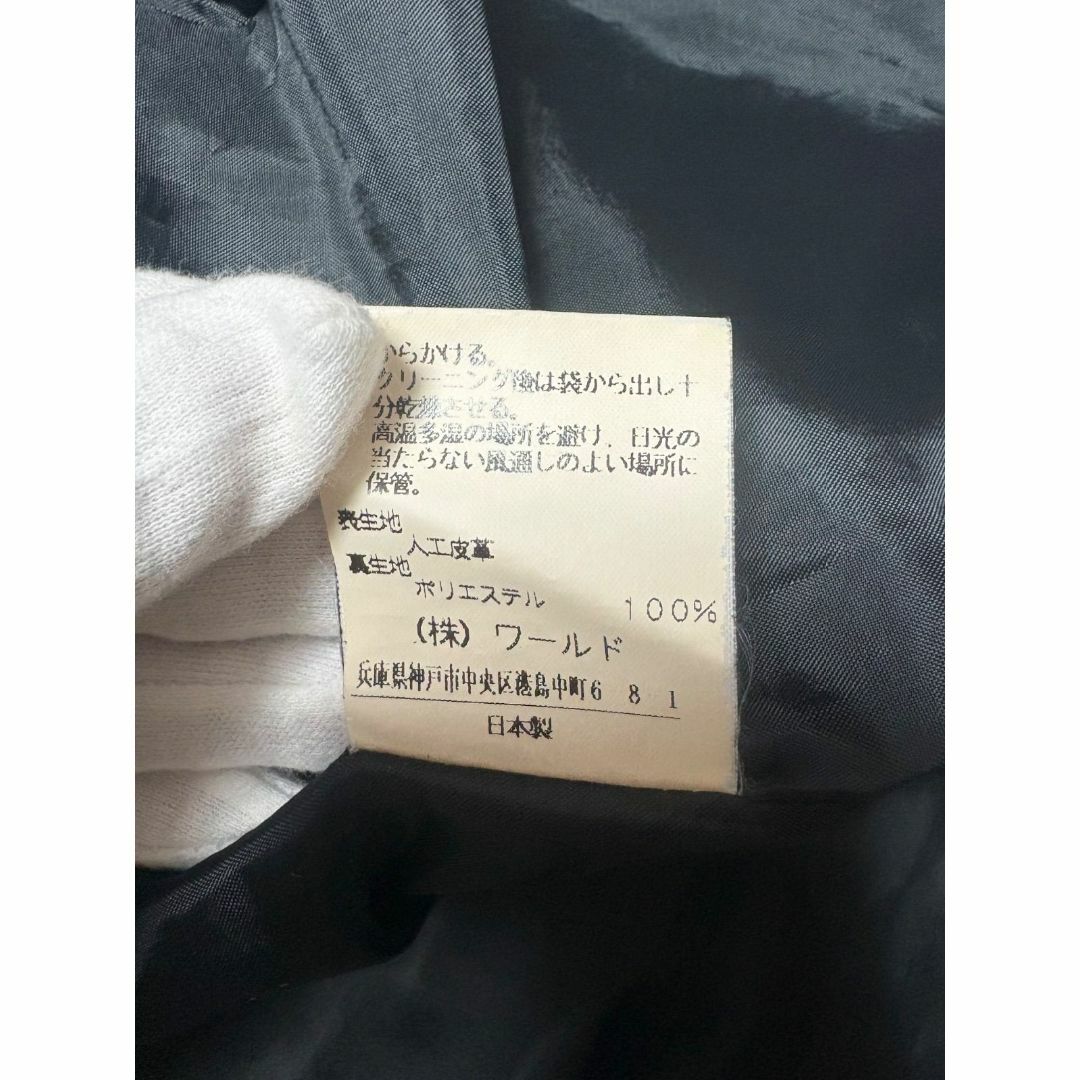 からかける。
クリーニング後は袋から出し十
分乾燥させる。
高温多湿の場所を避け、日光の
当たらない風通しのよい場所に
保管。
表生地
人工皮革
裏生地
ポリエステル 100%
(株) ワールド
兵庫県神戸市中央区港島中町6 8 1
日本製